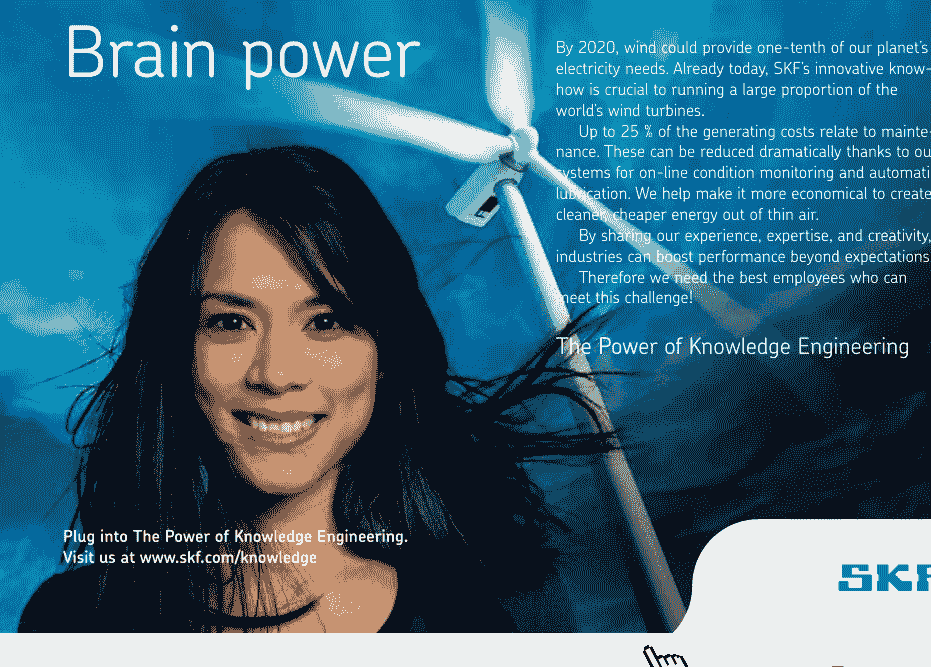 Brain power
By 2020, wind could provide one-tenth of our planet's
electricity needs. Already today, SKF's innovative know-
how is crucial to running a large proportion of the
world's wind turbines.
Up to 25 % of the generating costs relate to mainte-
nance. These can be reduced dramatically thanks to ou
systems for on-line condition monitoring and automati
lubrication. We help make it more economical to create
cleaner, cheaper energy out of thin air.
By sharing our experience, expertise, and creativity,
industries can boost performance beyond expectations
Therefore we need the best employees who can
meet this challenge!
The Power of Knowledge Engineering
Plug into The Power of Knowledge Engineering.
Visit us at www.skf.com/knowledge
SKF